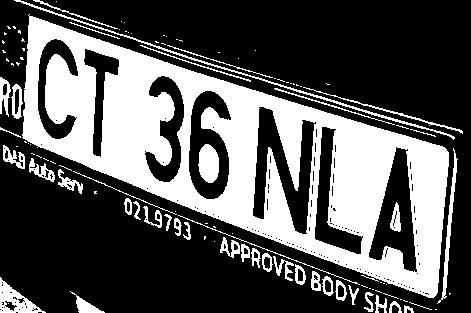 RO CT 36 NLA
DAB Auto Serv · 021.9793 · APPROVED BODY SHOP